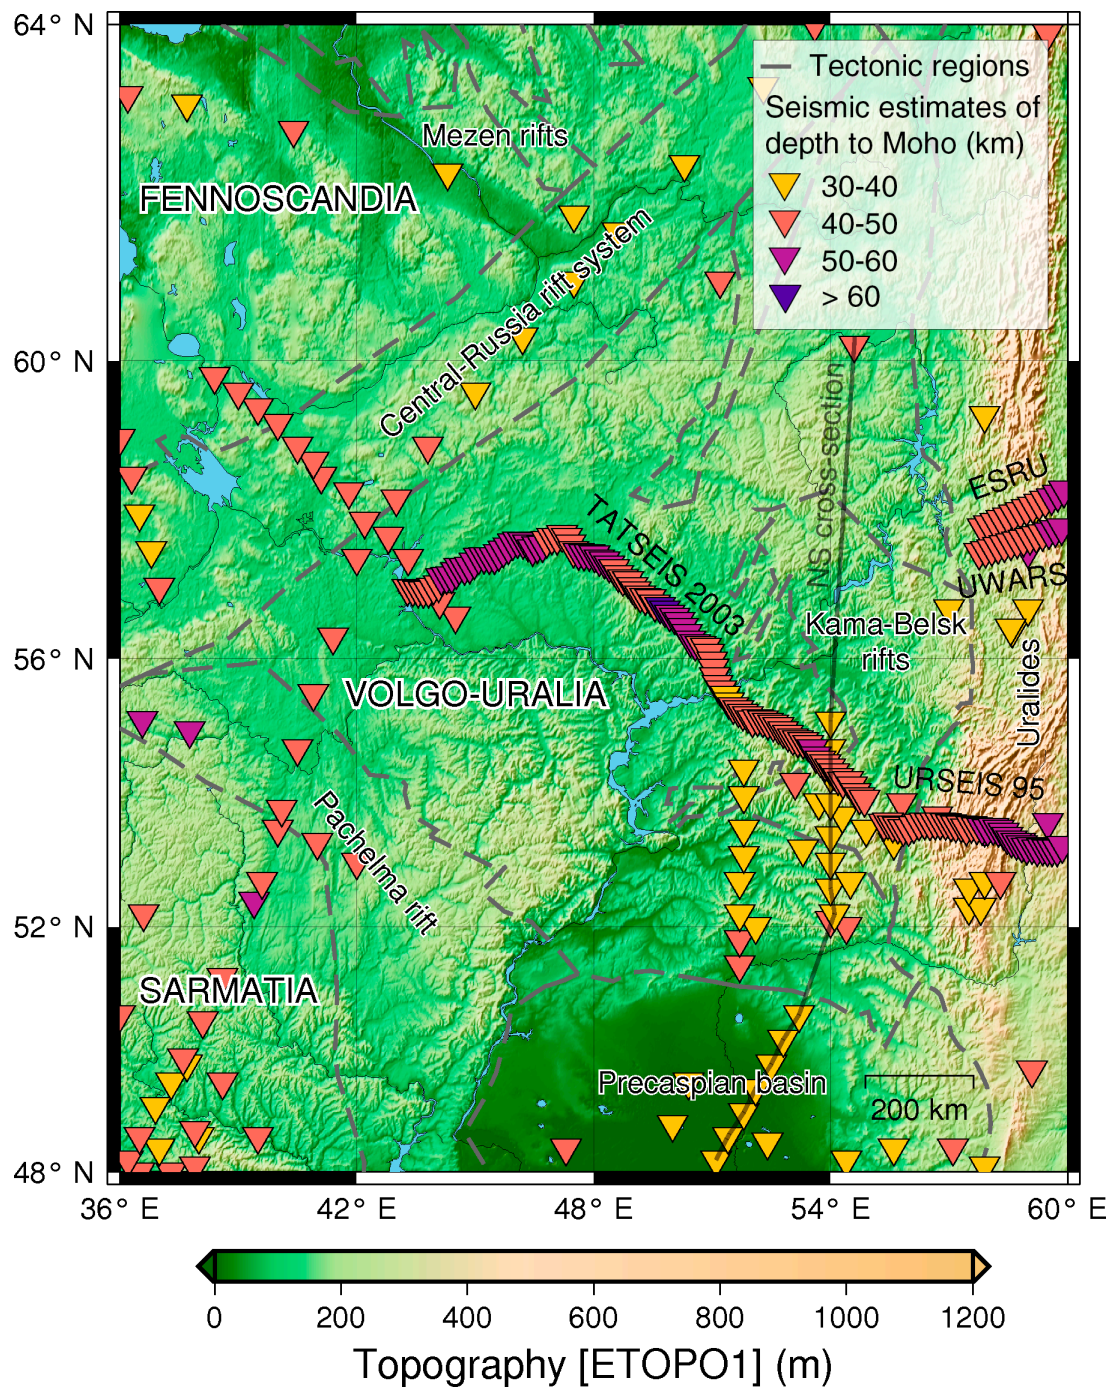 64° N
60° N
56° N
52° N
48° N
36° E
42° E
48° E
54° E
60° E
Tectonic regions
Seismic estimates of
depth to Moho (km)
30-40
40-50
50-60
> 60
Mezen rifts
FENNOSCANDIA
Central-Russia rift system
NS cross section
ESRU
TATSEIS 2003
UWARS
Kama-Belsk
rifts
Uralides
VOLGO-URALIA
URSEIS 95
Pachelma rift
SARMATIA
Precaspian basin
200 km
0
200
400
600
800
1000
1200
Topography [ETOPO1] (m)